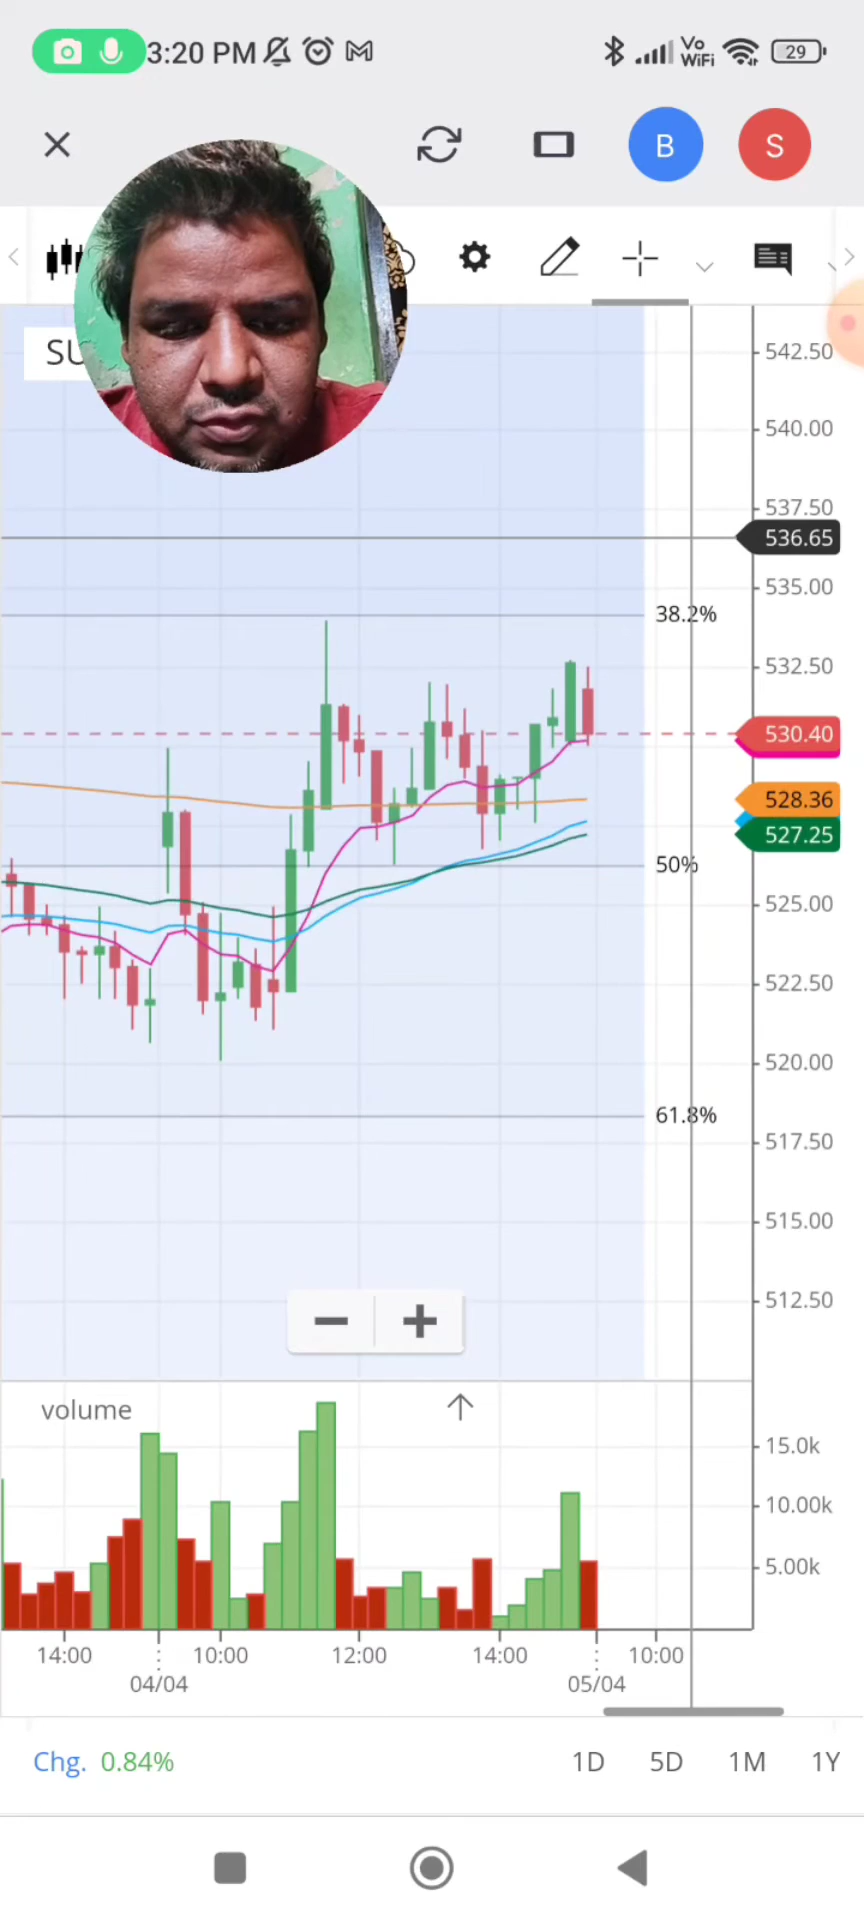 3:20 PM
Vo
WiFi
29
B
S
SU
542.50
540.00
537.50
536.65
535.00
38.2%
532.50
530.40
528.36
527.25
50%
525.00
522.50
520.00
61.8%
517.50
515.00
512.50
volume
15.0k
10.00k
5.00k
14:00
10:00
12:00
14:00
10:00
04/04
05/04
Chg. 0.84%
1D
5D
1M
1Y